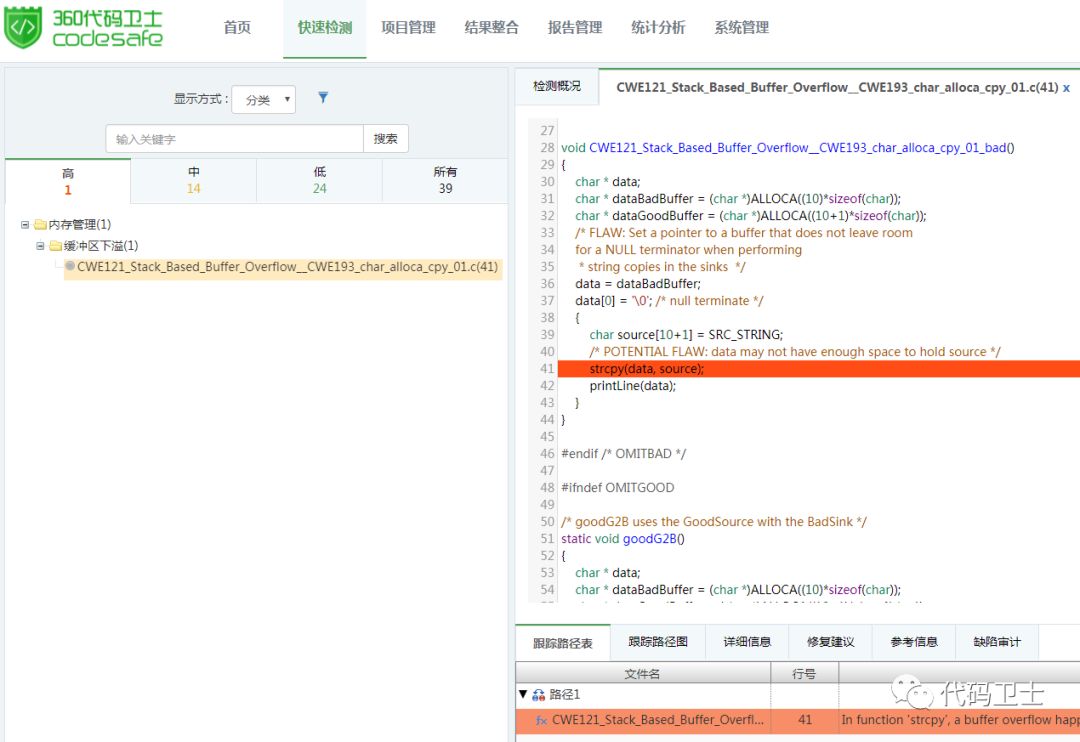 360代码卫士
codesafe
首页 快速检测 项目管理 结果整合 报告管理 统计分析 系统管理
显示方式: 分类
输入关键字 搜索
高 中 低 所有
1 14 24 39
内存管理(1)
缓冲区下溢(1)
CWE121_Stack_Based_Buffer_Overflow__CWE193_char_alloca_cpy_01.c(41)
检测概况 CWE121_Stack_Based_Buffer_Overflow__CWE193_char_alloca_cpy_01.c(41) x
27
28 void CWE121_Stack_Based_Buffer_Overflow__CWE193_char_alloca_cpy_01_bad()
29 {
30 char * data;
31 char * dataBadBuffer = (char *)ALLOCA((10)*sizeof(char));
32 char * dataGoodBuffer = (char *)ALLOCA((10+1)*sizeof(char));
33 /* FLAW: Set a pointer to a buffer that does not leave room
34 for a NULL terminator when performing
35 * string copies in the sinks */
36 data = dataBadBuffer;
37 data[0] = '\0'; /* null terminate */
38 {
39 char source[10+1] = SRC_STRING;
40 /* POTENTIAL FLAW: data may not have enough space to hold source */
41 strcpy(data, source);
42 printLine(data);
43 }
44 }
45
46 #endif /* OMITBAD */
47
48 #ifndef OMITGOOD
49
50 /* goodG2B uses the GoodSource with the BadSink */
51 static void goodG2B()
52 {
53 char * data;
54 char * dataBadBuffer = (char *)ALLOCA((10)*sizeof(char));
跟踪路径表 跟踪路径图 详细信息 修复建议 参考信息 缺陷审计
文件名 行号
路径1
fx CWE121_Stack_Based_Buffer_Overfl... 41 In function 'strcpy', a buffer overflow happ
代码卫士